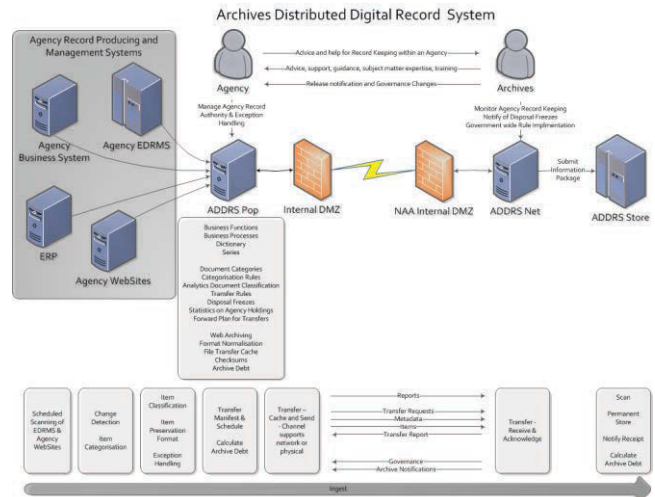 Archives Distributed Digital Record System
Agency Record Producing and
Management Systems
Agency
Business System
Agency EDRMS
ERP
Agency WebSites
Agency
Archives
Advice and help for Record Keeping within an Agency
Advice, support, guidance, subject matter expertise, training
Release notification and Governance Changes
Manage Agency Record
Authority & Exception
Handling
Monitor Agency Record Keeping
Notify of Disposal Freezes
Government wide Rule Implmentation
Submit
Information
Package
ADDRS Pop
Internal DMZ
NAA Internal DMZ
ADDRS Net
ADDRS Store
Business Functions
Business Processes
Dictionary
Series
Document Categories
Categorisation Rules
Analytics Document Classification
Transfer Rules
Disposal Freezes
Statistics on Agency Holdings
Forward Plan for Transfers
Web Archiving
Format Normalisation
File Transfer Cache
Checksums
Archive Debt
Scheduled
Scanning of
EDRMS &
Agency
WebSites
Change
Detection
Item
Categorisation
Item
Classification
Item
Preservation
Format
Exception
Handling
Transfer
Manifest &
Schedule
Calculate
Archive Debt
Transfer –
Cache and Send
- Channel
supports
network or
physical
Reports
Transfer Requests
Metadata
Items
Transfer Report
Governance
Archive Notifications
Transfer -
Receive &
Acknowledge
Scan
Permanent
Store
Notify Receipt
Calculate
Archive Debt
Ingest